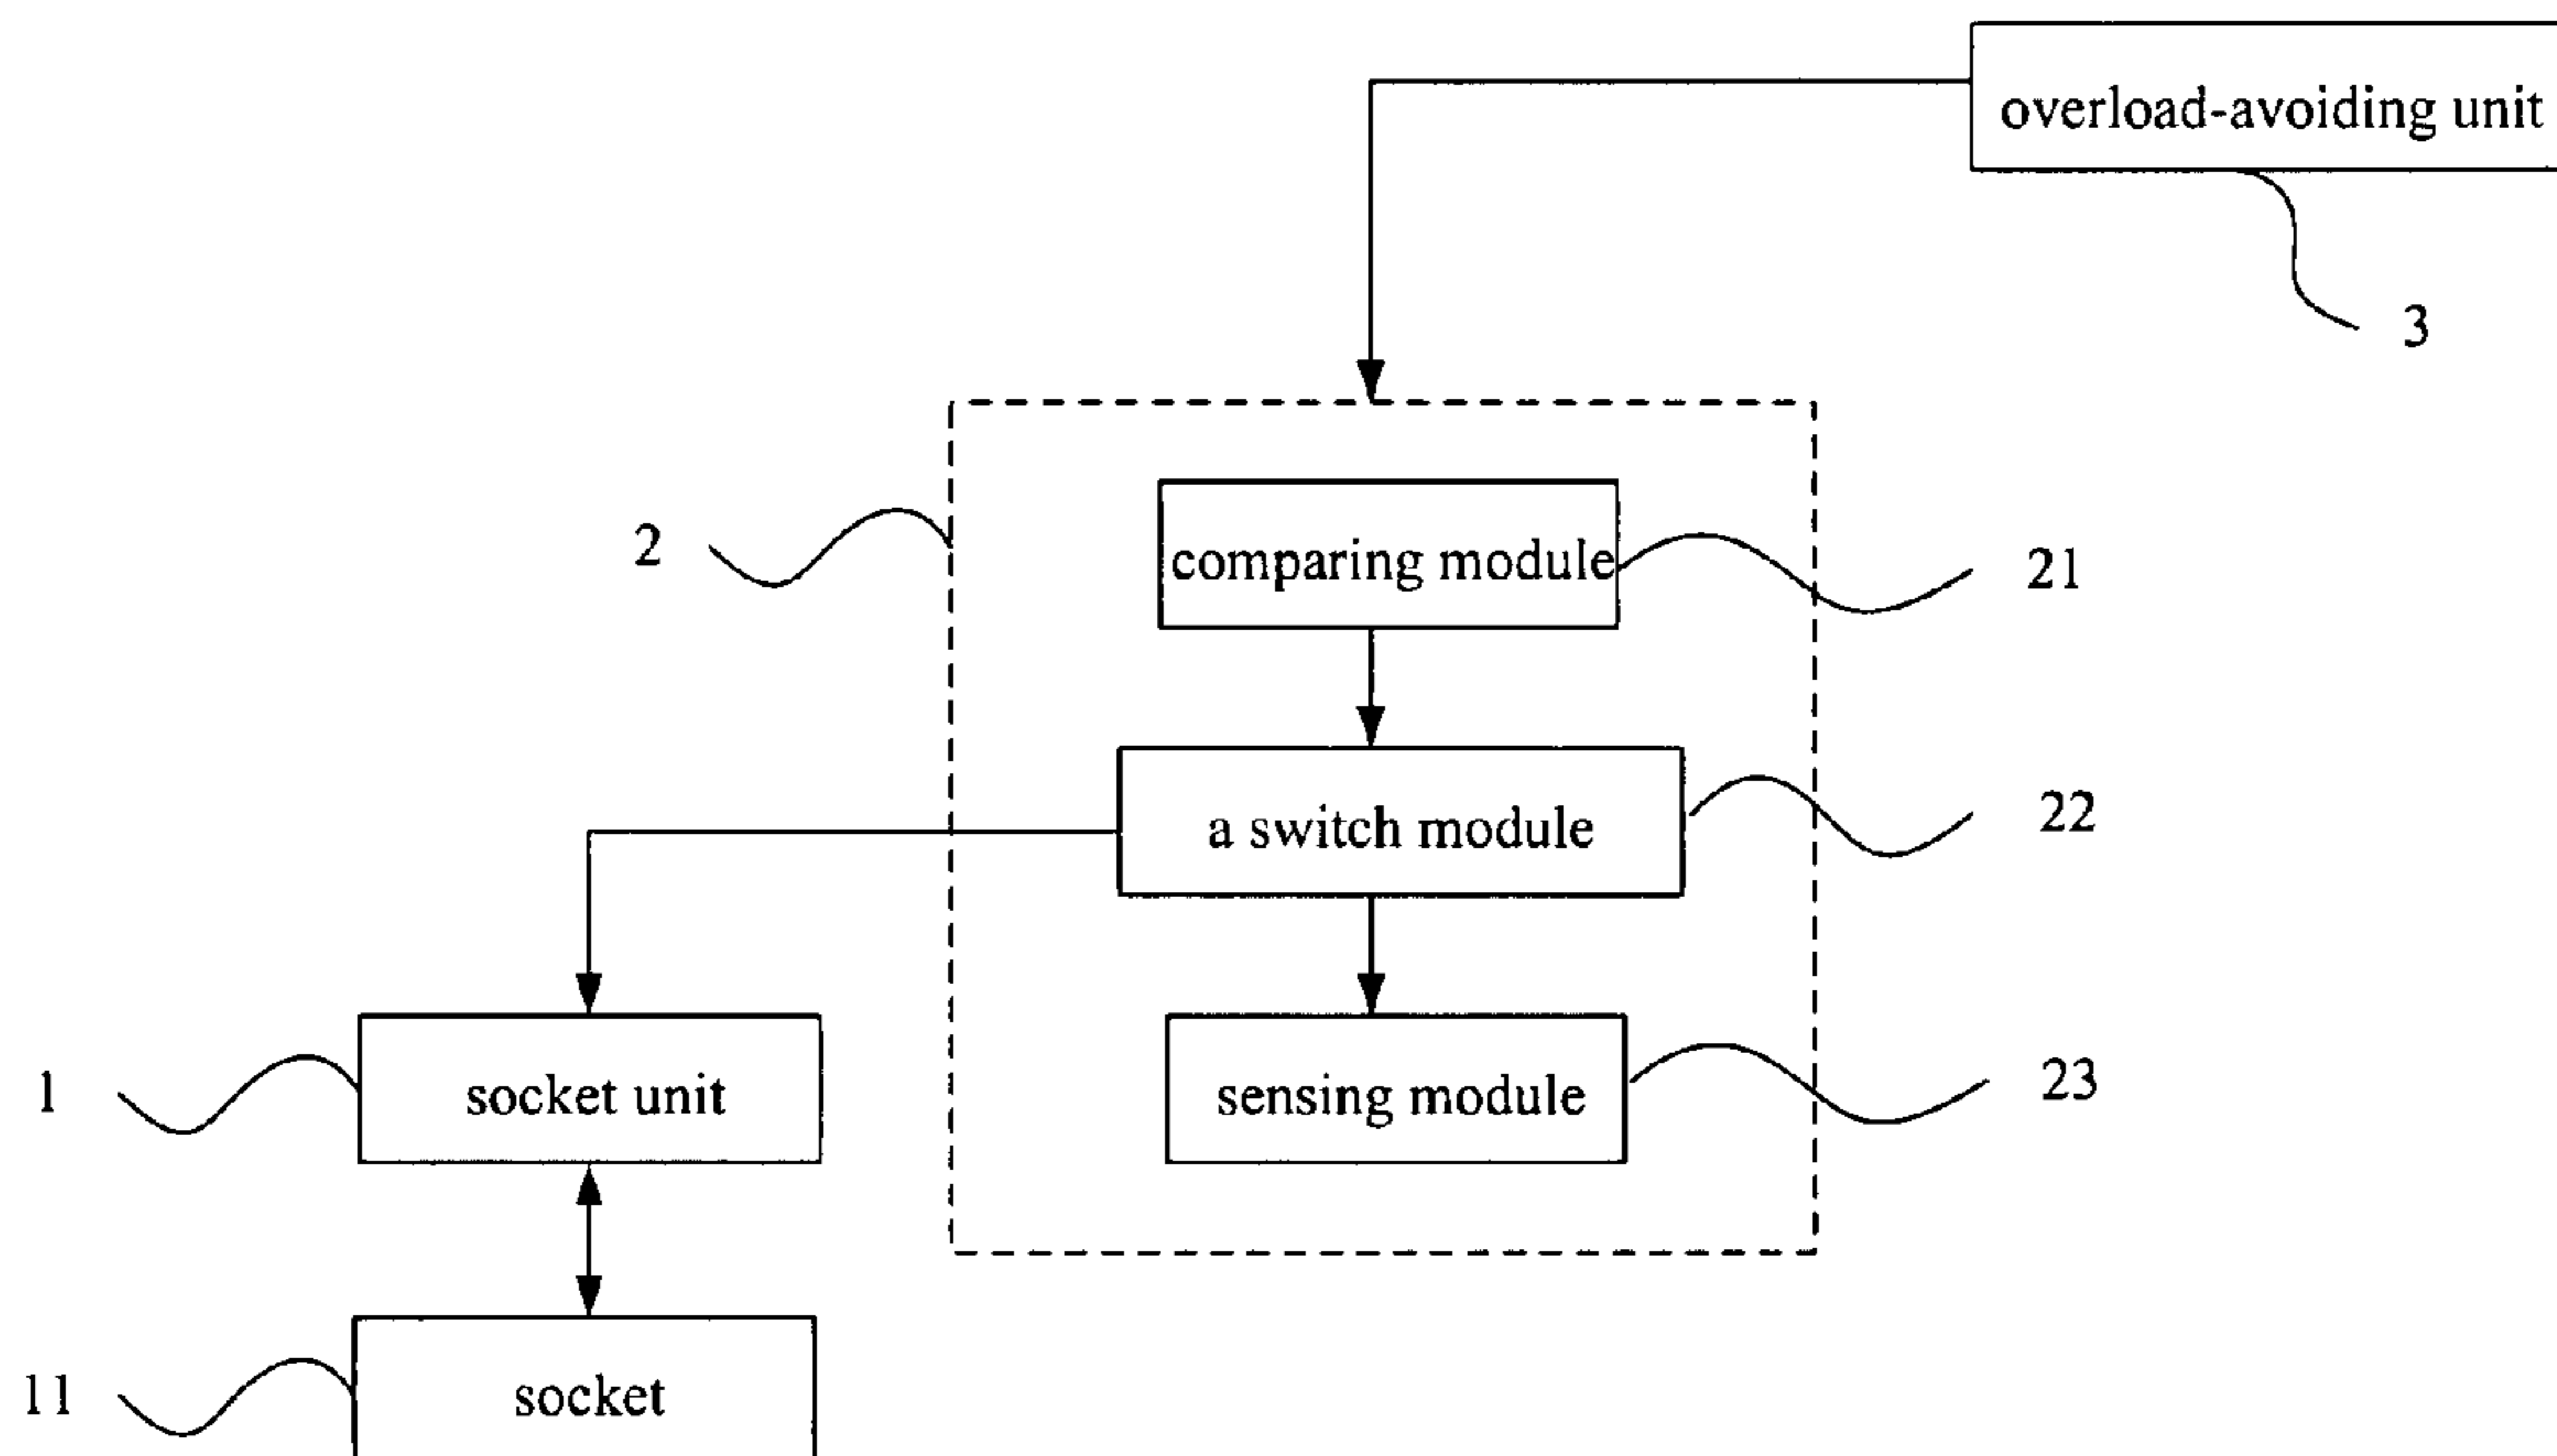 overload-avoiding unit
3
2
comparing module
21
a switch module
22
1
socket unit
sensing module
23
11
socket